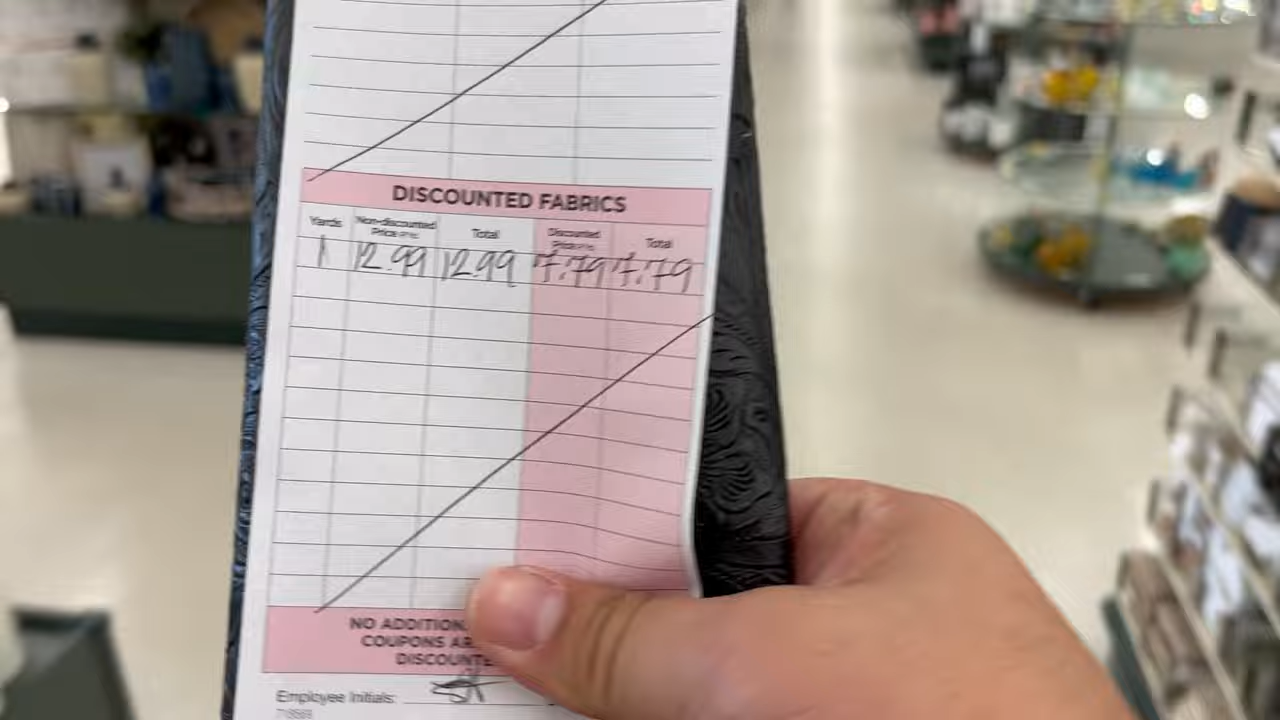 DISCOUNTED FABRICS
Yards Non-discounted Price Total Discounted Price Total
1 12.99 12.99 7.79 7.79
NO ADDITION
COUPONS AR
DISCOUNTE
Employee Initials: